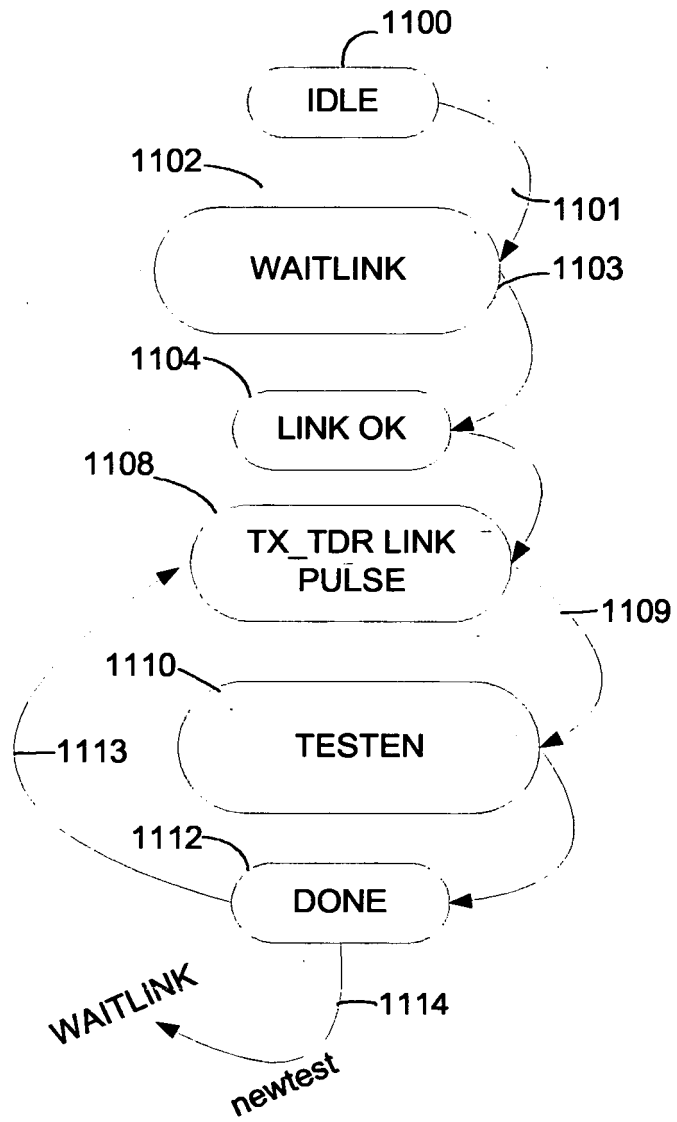 1100
IDLE
1102
1101
WAITLINK
1103
1104
LINK OK
1108
TX_TDR LINK
PULSE
1109
1110
TESTEN
1113
1112
DONE
WAITLINK
1114
newtest